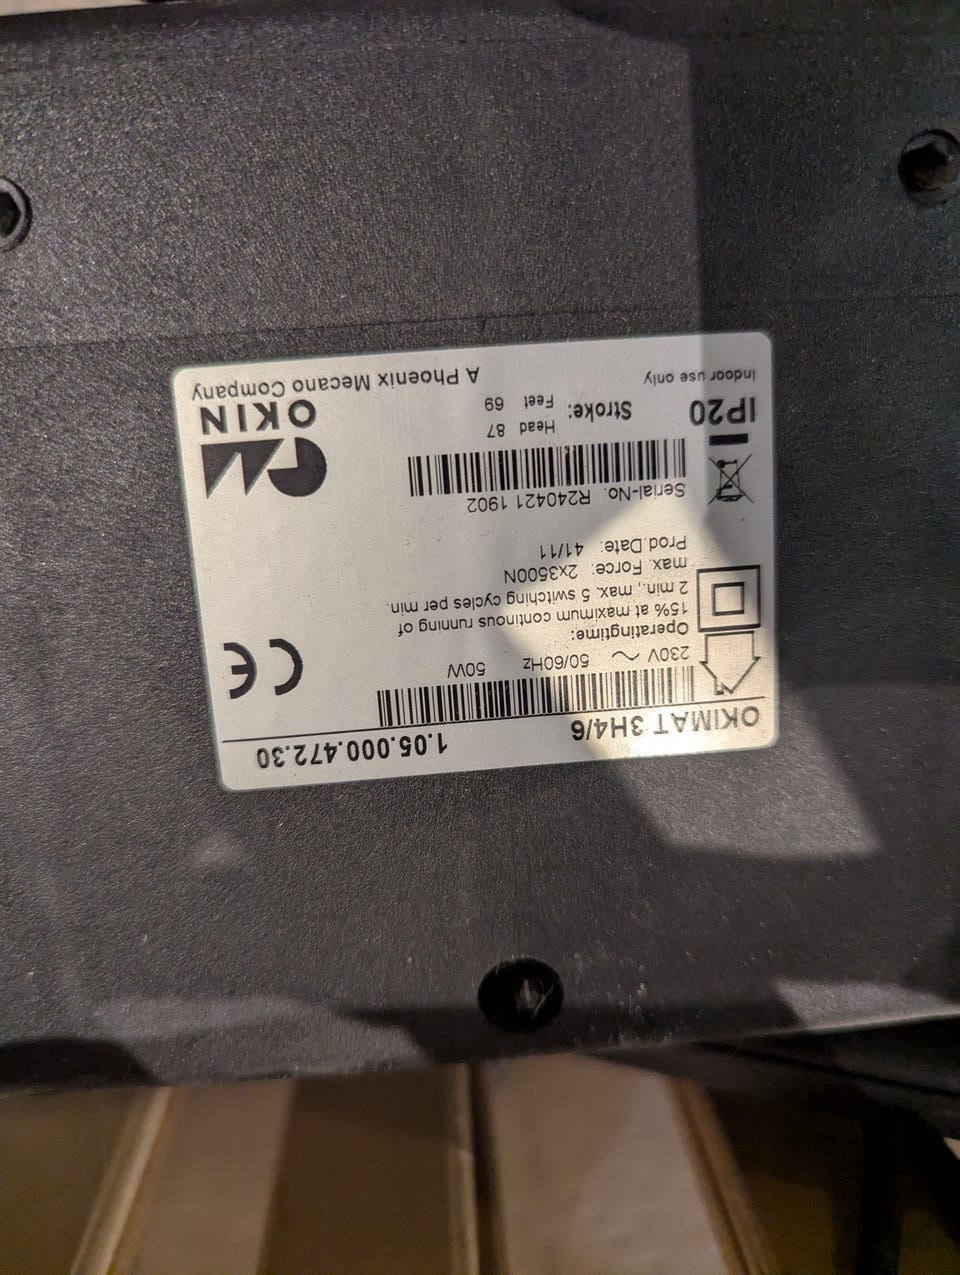 OKIMAT 3H4/6 1.05.000.472.30
230V ~ 50/60Hz 50W
Operatingtime:
15% at maximum continous running of
2 min., max. 5 switching cycles per min.
max. Force: 2x3500N
Prod.Date: 41/11
CE
Serial-No. R240421 1902
Head 87
Stroke: Feet 69
IP20
indoor use only
OKIN
A Phoenix Mecano Company